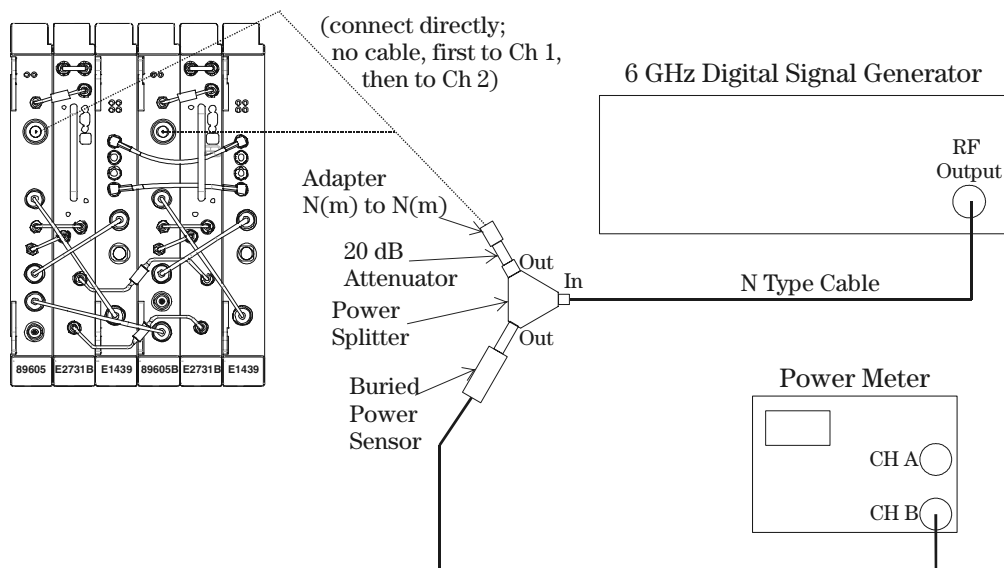 (connect directly;
no cable, first to Ch 1,
then to Ch 2)
6 GHz Digital Signal Generator
RF
Output
Adapter
N(m) to N(m)
20 dB
Attenuator
Out
In
N Type Cable
Power
Splitter
Out
89605 E2731B E1439 89605B E2731B E1439
Buried
Power
Sensor
Power Meter
CH A
CH B